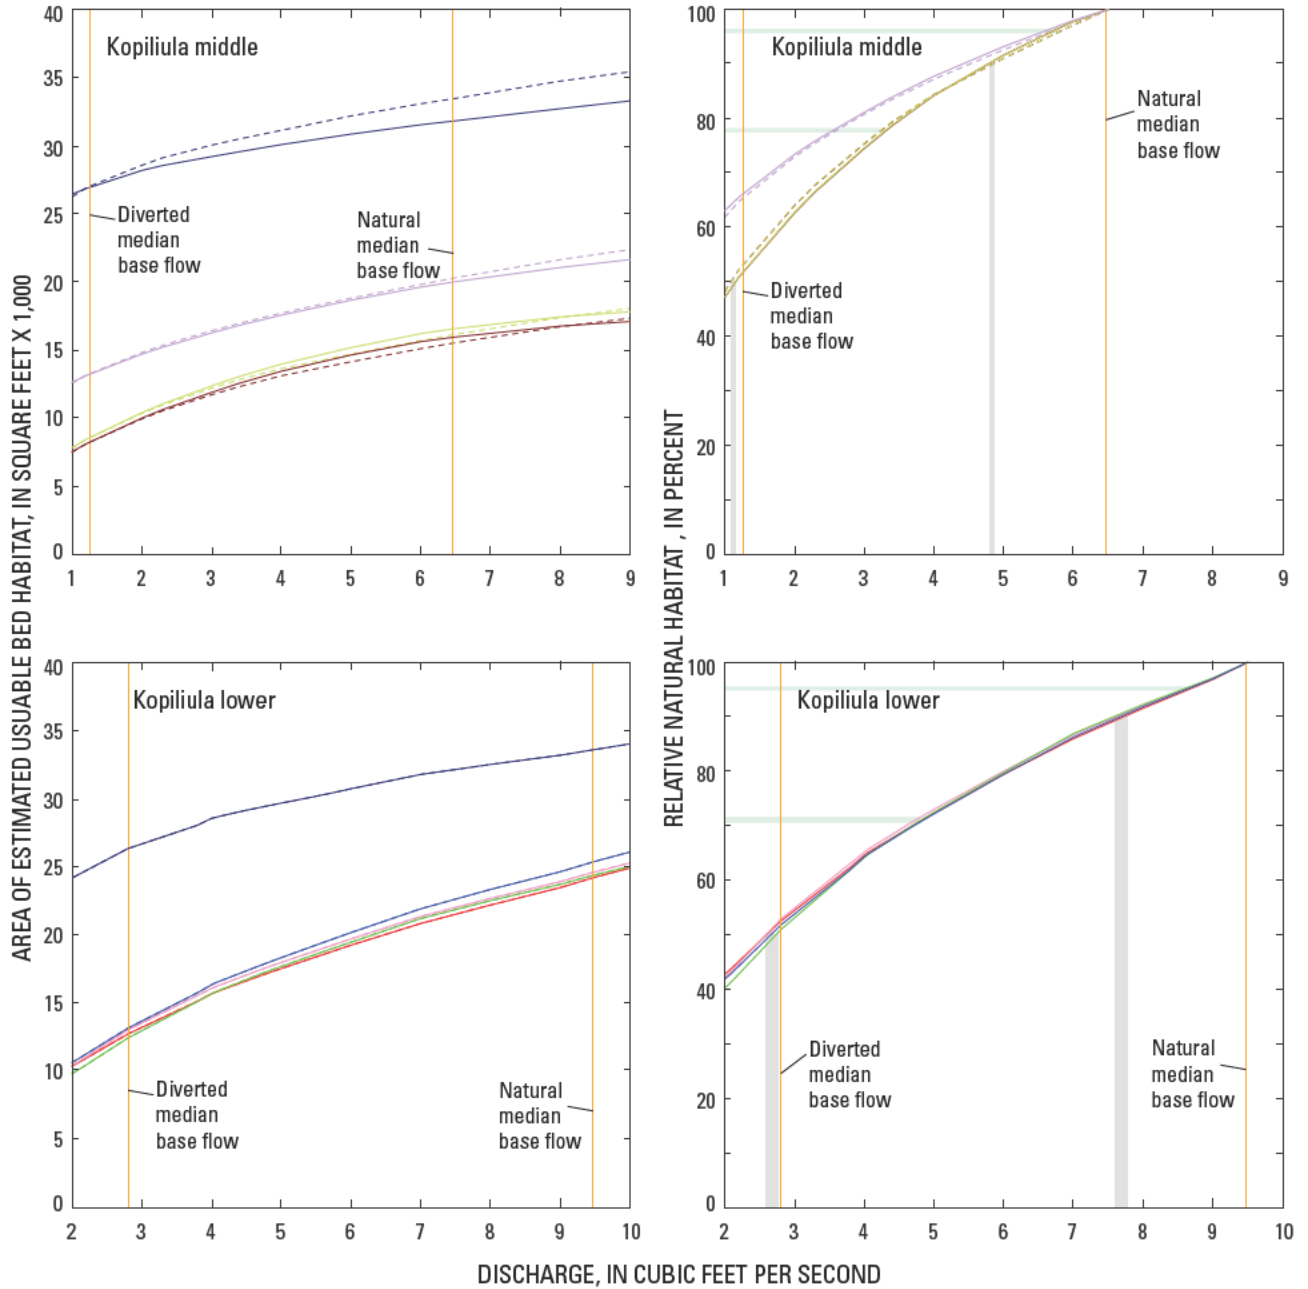 AREA OF ESTIMATED USUABLE BED HABITAT, IN SQUARE FEET X 1,000
40
35
30
25
20
15
10
5
0
Kopiliula middle
Diverted
median
base flow
Natural
median
base flow
1 2 3 4 5 6 7 8 9
RELATIVE NATURAL HABITAT , IN PERCENT
100
80
60
40
20
0
Kopiliula middle
Natural
median
base flow
Diverted
median
base flow
1 2 3 4 5 6 7 8 9
40
35
30
25
20
15
10
5
0
Kopiliula lower
Diverted
median
base flow
Natural
median
base flow
2 3 4 5 6 7 8 9 10
100
80
60
40
20
0
Kopiliula lower
Diverted
median
base flow
Natural
median
base flow
2 3 4 5 6 7 8 9 10
DISCHARGE, IN CUBIC FEET PER SECOND